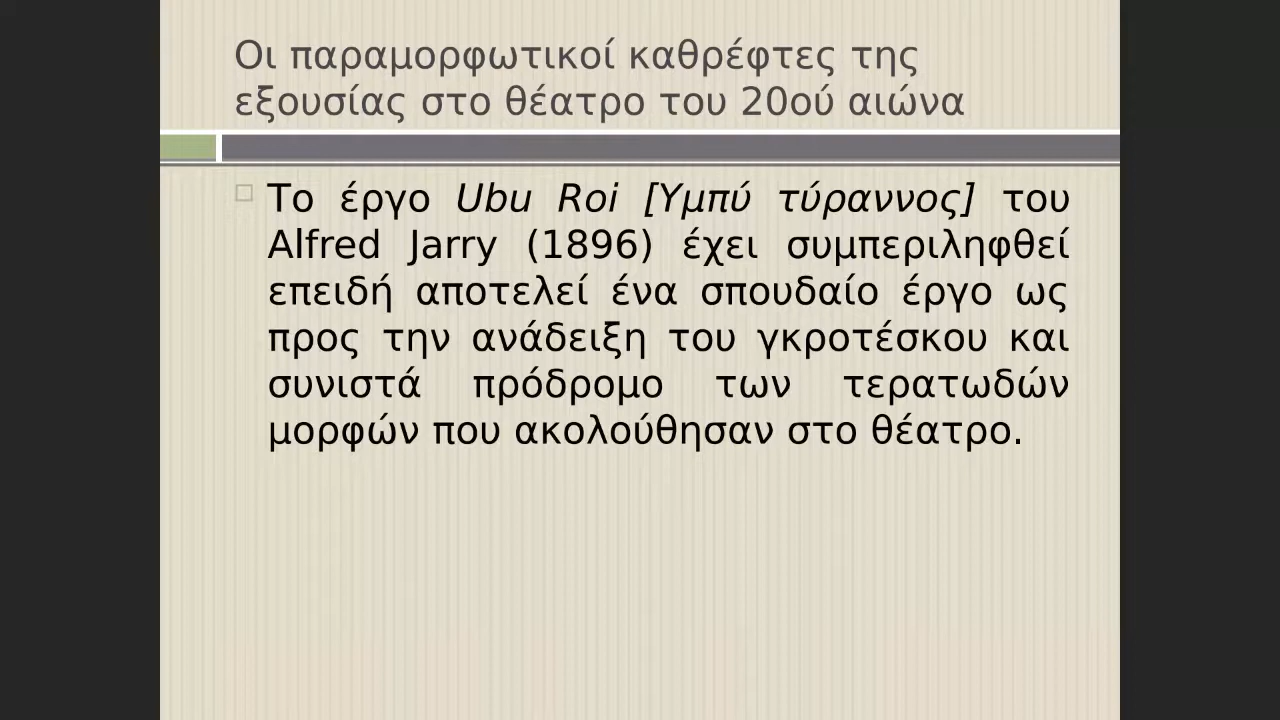 Οι παραμορφωτικοί καθρέφτες της
εξουσίας στο θέατρο του 20ού αιώνα
Το έργο Ubu Roi [Υμπύ τύραννος] του
Alfred Jarry (1896) έχει συμπεριληφθεί
επειδή αποτελεί ένα σπουδαίο έργο ως
προς την ανάδειξη του γκροτέσκου και
συνιστά πρόδρομο των τερατωδών
μορφών που ακολούθησαν στο θέατρο.